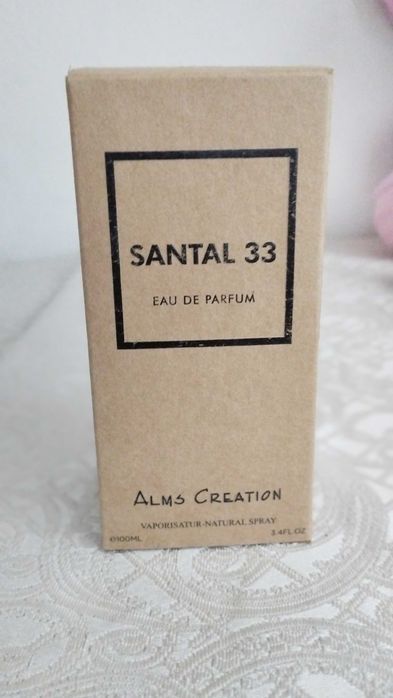 SANTAL 33
EAU DE PARFUM
ALMS CREATION
VAPORISATUR-NATURAL SPRAY
℮100ML 3.4FL.OZ